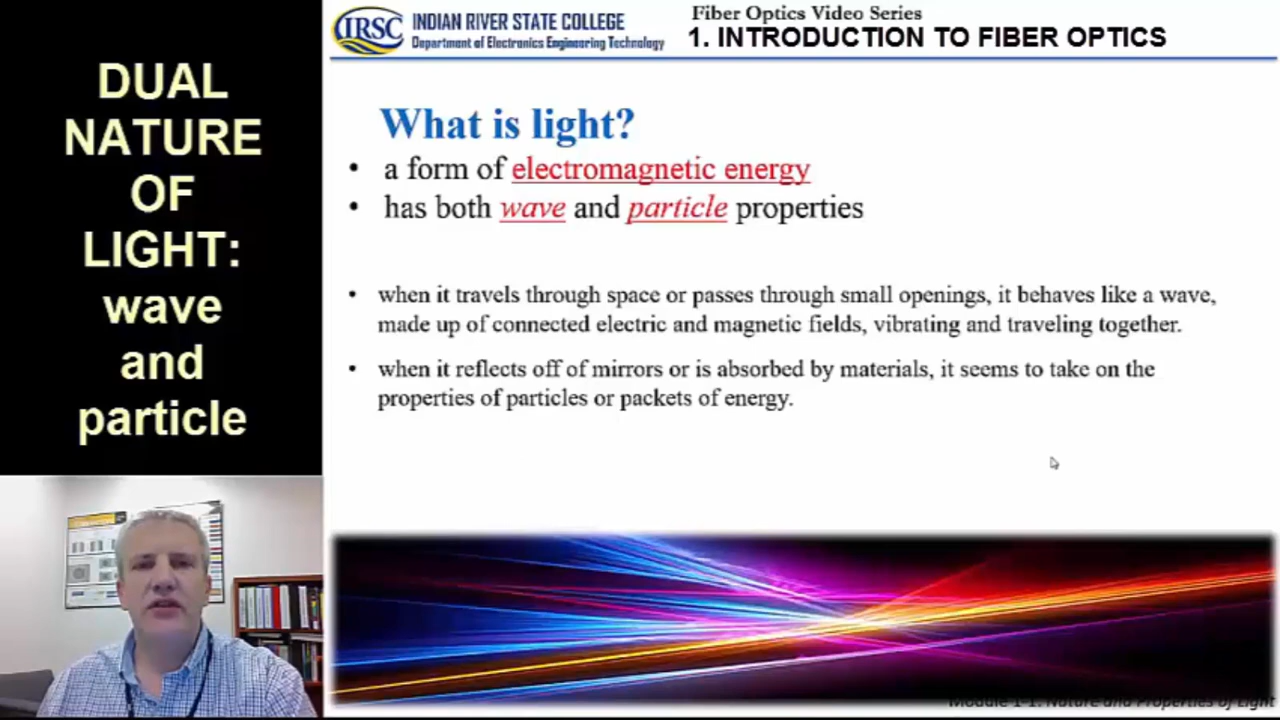 DUAL
NATURE
OF
LIGHT:
wave
and
particle
IRSC
INDIAN RIVER STATE COLLEGE
Department of Electronics Engineering Technology
Fiber Optics Video Series
1. INTRODUCTION TO FIBER OPTICS
What is light?
• a form of electromagnetic energy
• has both wave and particle properties
• when it travels through space or passes through small openings, it behaves like a wave,
made up of connected electric and magnetic fields, vibrating and traveling together.
• when it reflects off of mirrors or is absorbed by materials, it seems to take on the
properties of particles or packets of energy.
Module 1-1: Nature and Properties of Light